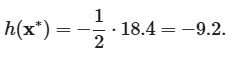 h(x*) = −1/2 · 18.4 = −9.2.